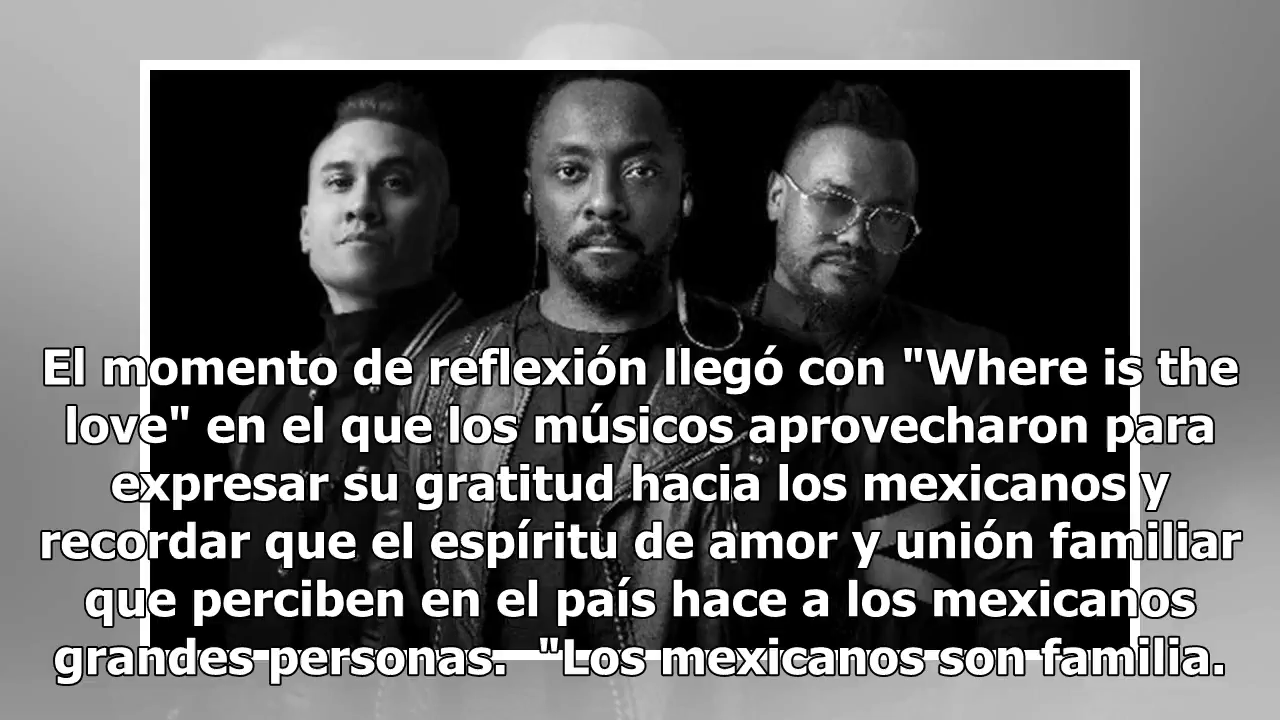 El momento de reflexión llegó con "Where is the
love" en el que los músicos aprovecharon para
expresar su gratitud hacia los mexicanos y
recordar que el espíritu de amor y unión familiar
que perciben en el país hace a los mexicanos
grandes personas.  "Los mexicanos son familia.